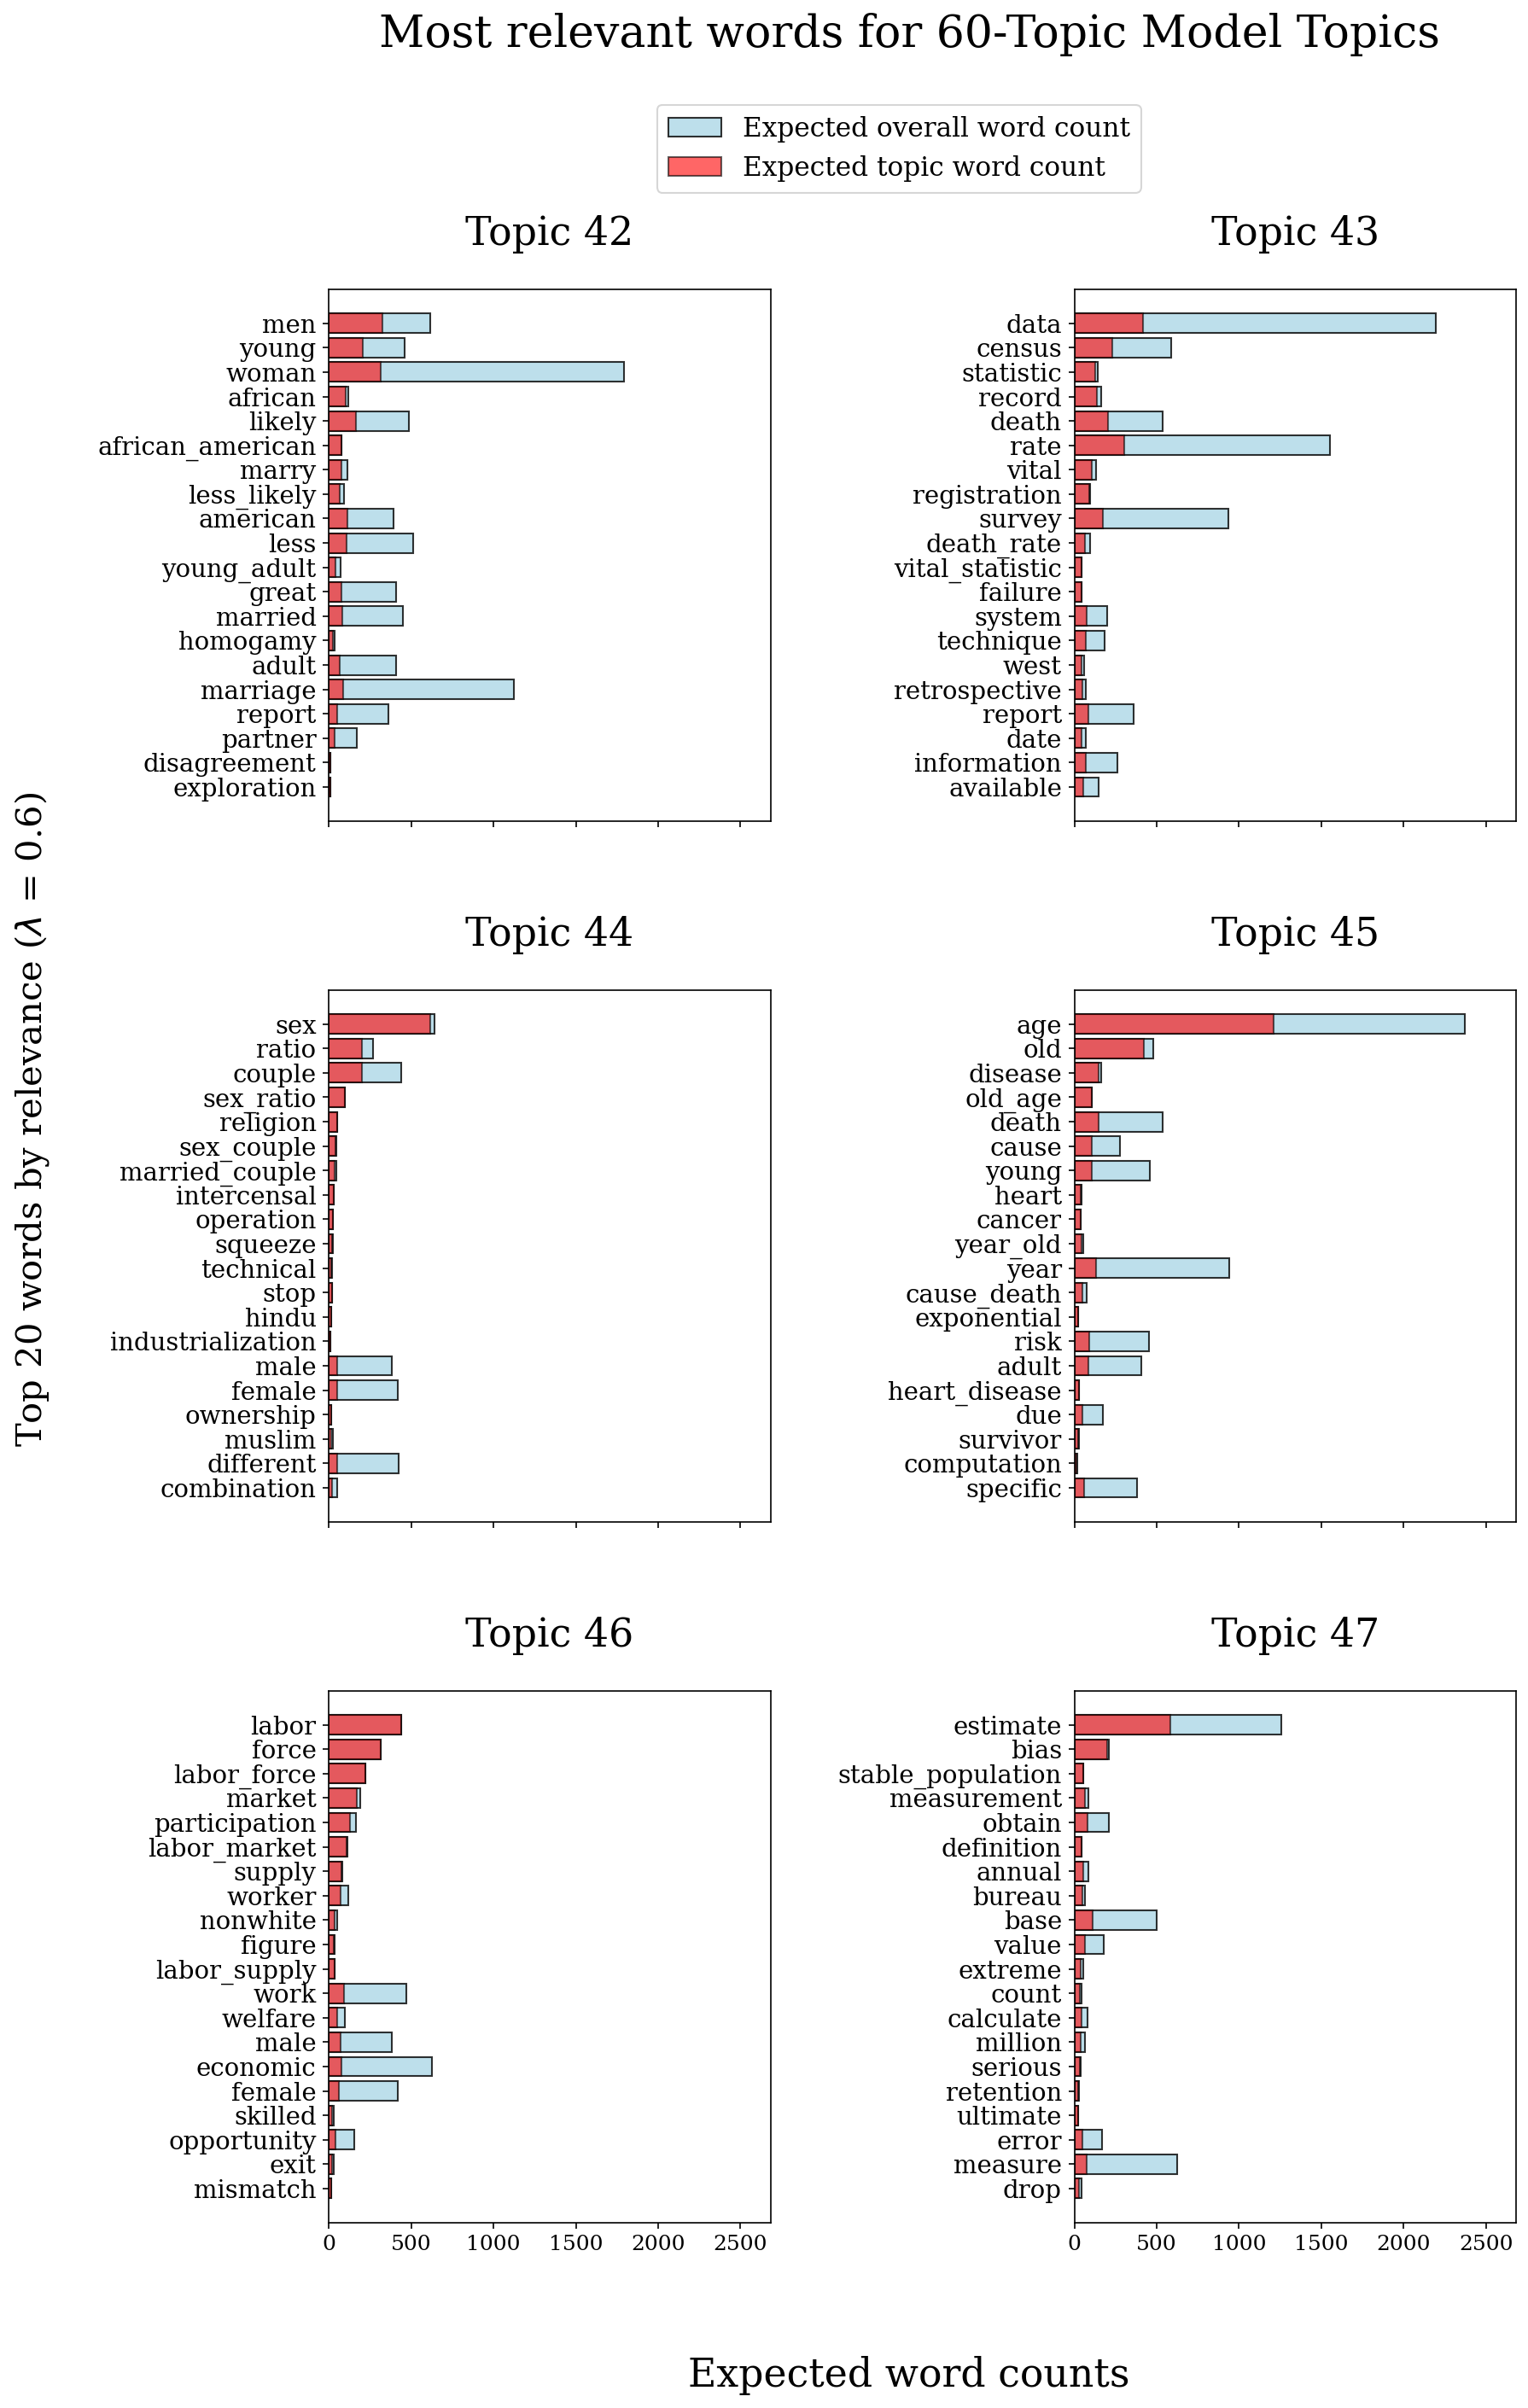 Most relevant words for 60-Topic Model Topics
Expected overall word count
Expected topic word count
Top 20 words by relevance (λ = 0.6)
Topic 42
men
young
woman
african
likely
african_american
marry
less_likely
american
less
young_adult
great
married
homogamy
adult
marriage
report
partner
disagreement
exploration
Topic 43
data
census
statistic
record
death
rate
vital
registration
survey
death_rate
vital_statistic
failure
system
technique
west
retrospective
report
date
information
available
Topic 44
sex
ratio
couple
sex_ratio
religion
sex_couple
married_couple
intercensal
operation
squeeze
technical
stop
hindu
industrialization
male
female
ownership
muslim
different
combination
Topic 45
age
old
disease
old_age
death
cause
young
heart
cancer
year_old
year
cause_death
exponential
risk
adult
heart_disease
due
survivor
computation
specific
Topic 46
labor
force
labor_force
market
participation
labor_market
supply
worker
nonwhite
figure
labor_supply
work
welfare
male
economic
female
skilled
opportunity
exit
mismatch
0 500 1000 1500 2000 2500
Topic 47
estimate
bias
stable_population
measurement
obtain
definition
annual
bureau
base
value
extreme
count
calculate
million
serious
retention
ultimate
error
measure
drop
0 500 1000 1500 2000 2500
Expected word counts